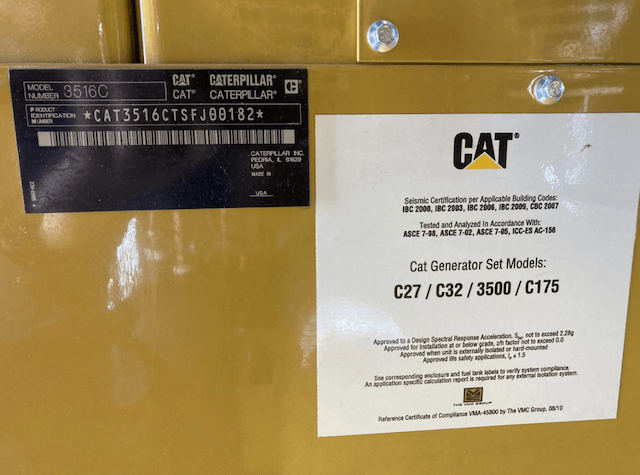 MODEL NUMBER 3516C
CAT® CATERPILLAR
CAT® CATERPILLAR
PRODUCT IDENTIFICATION NUMBER *CAT3516CTSFJ00182*
CATERPILLAR INC.
PEORIA, IL 61629
USA
MADE IN
USA
CAT®
Seismic Certification per Applicable Building Codes:
IBC 2000, IBC 2003, IBC 2006, IBC 2009, CBC 2007
Tested and Analyzed In Accordance With:
ASCE 7-98, ASCE 7-02, ASCE 7-05, ICC-ES AC-156
Cat Generator Set Models:
C27 / C32 / 3500 / C175
Approved to a Design Spectral Response Acceleration, not to exceed 2.28g
Approved for Installation at or below grade, z/h factor not to exceed 0.0
Approved when unit is externally isolated or hard-mounted
Approved life safety applications, Ip x 1.5
See corresponding enclosure and fuel tank labels to verify system compliance.
An application specific calculation report is required for any external isolation system.
THE VMC GROUP
Reference Certificate of Compliance VMA-45800 by The VMC Group, 08/10